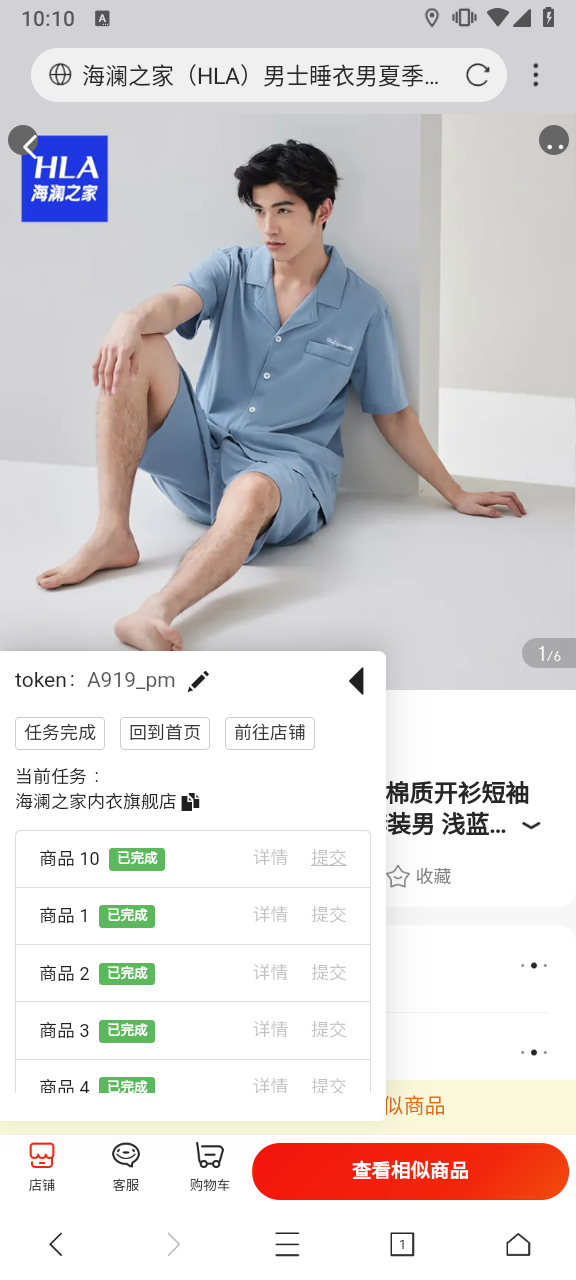 10:10
A
海澜之家（HLA）男士睡衣男夏季...
HLA
海澜之家
1/6
token: A919_pm
任务完成 回到首页 前往店铺
当前任务：
海澜之家内衣旗舰店
商品 10 已完成 详情 提交
商品 1 已完成 详情 提交
商品 2 已完成 详情 提交
商品 3 已完成 详情 提交
商品 4 已完成 详情 提交
棉质开衫短袖
装男 浅蓝...
收藏
似商品
店铺 客服 购物车 查看相似商品
1